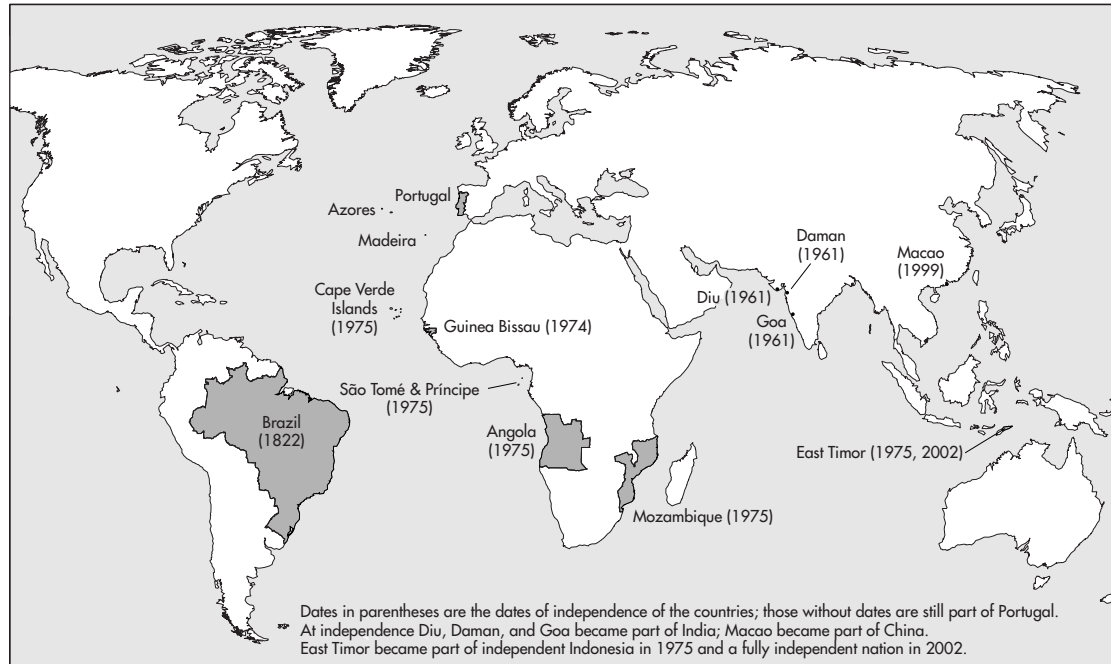 Portugal
Azores
Madeira
Daman
(1961)
Macao
(1999)
Cape Verde
Islands
(1975)
Diu (1961)
Guinea Bissau (1974)
Goa
(1961)
São Tomé & Príncipe
(1975)
Brazil
(1822)
Angola
(1975)
East Timor (1975, 2002)
Mozambique (1975)
Dates in parentheses are the dates of independence of the countries; those without dates are still part of Portugal.
At independence Diu, Daman, and Goa became part of India; Macao became part of China.
East Timor became part of independent Indonesia in 1975 and a fully independent nation in 2002.